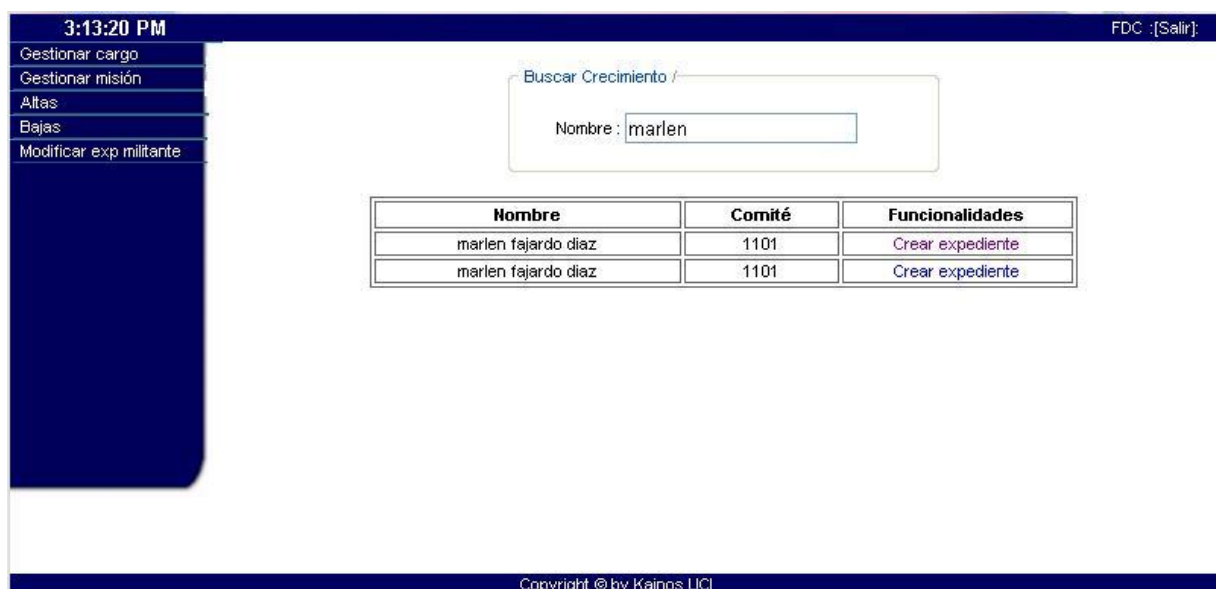 3:13:20 PM
FDC :[Salir]:
Gestionar cargo
Gestionar misión
Altas
Bajas
Modificar exp militante
Buscar Crecimiento /
Nombre : marlen
Nombre Comité Funcionalidades
marlen fajardo diaz 1101 Crear expediente
marlen fajardo diaz 1101 Crear expediente
Copyright © by Kainos UCI